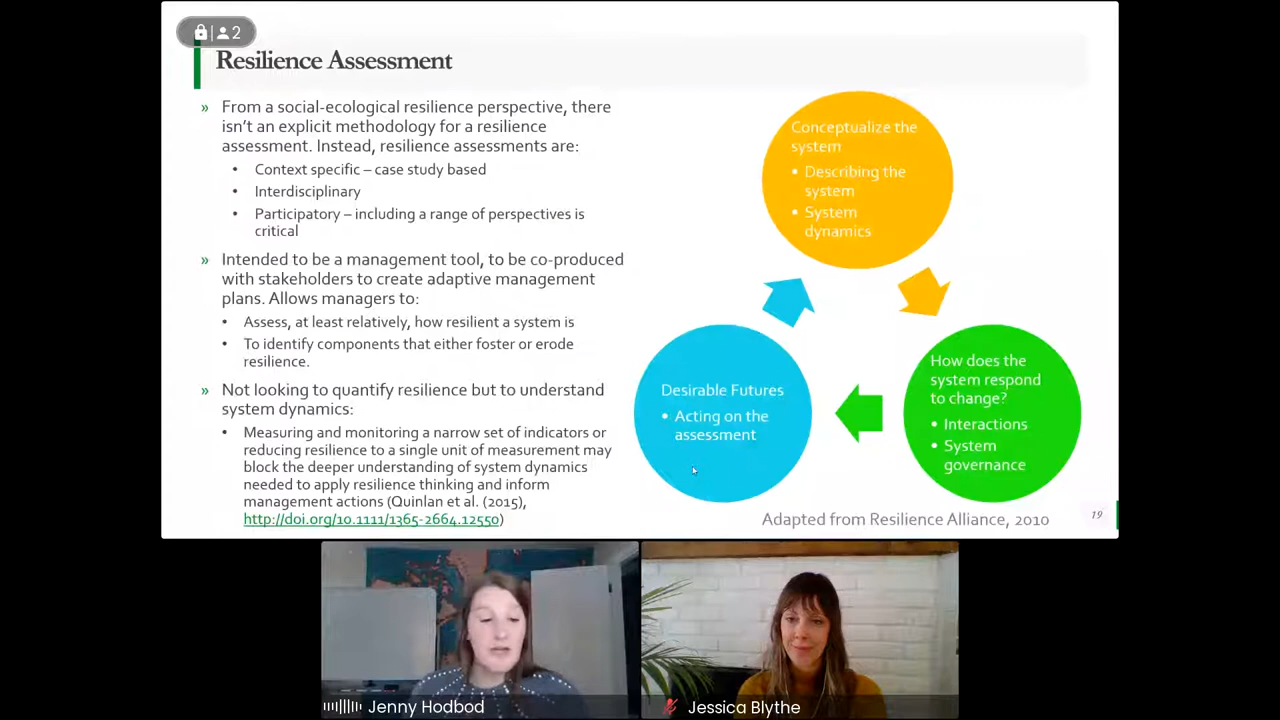 2
Resilience Assessment
» From a social-ecological resilience perspective, there
isn't an explicit methodology for a resilience
assessment. Instead, resilience assessments are:
• Context specific – case study based
• Interdisciplinary
• Participatory – including a range of perspectives is
critical
» Intended to be a management tool, to be co-produced
with stakeholders to create adaptive management
plans. Allows managers to:
• Assess, at least relatively, how resilient a system is
• To identify components that either foster or erode
resilience.
» Not looking to quantify resilience but to understand
system dynamics:
• Measuring and monitoring a narrow set of indicators or
reducing resilience to a single unit of measurement may
block the deeper understanding of system dynamics
needed to apply resilience thinking and inform
management actions (Quinlan et al. (2015),
http://doi.org/10.1111/1365-2664.12550)
Conceptualize the
system
• Describing the
system
• System
dynamics
How does the
system respond
to change?
• Interactions
• System
governance
Desirable Futures
• Acting on the
assessment
Adapted from Resilience Alliance, 2010
19
Jenny Hodbod
Jessica Blythe